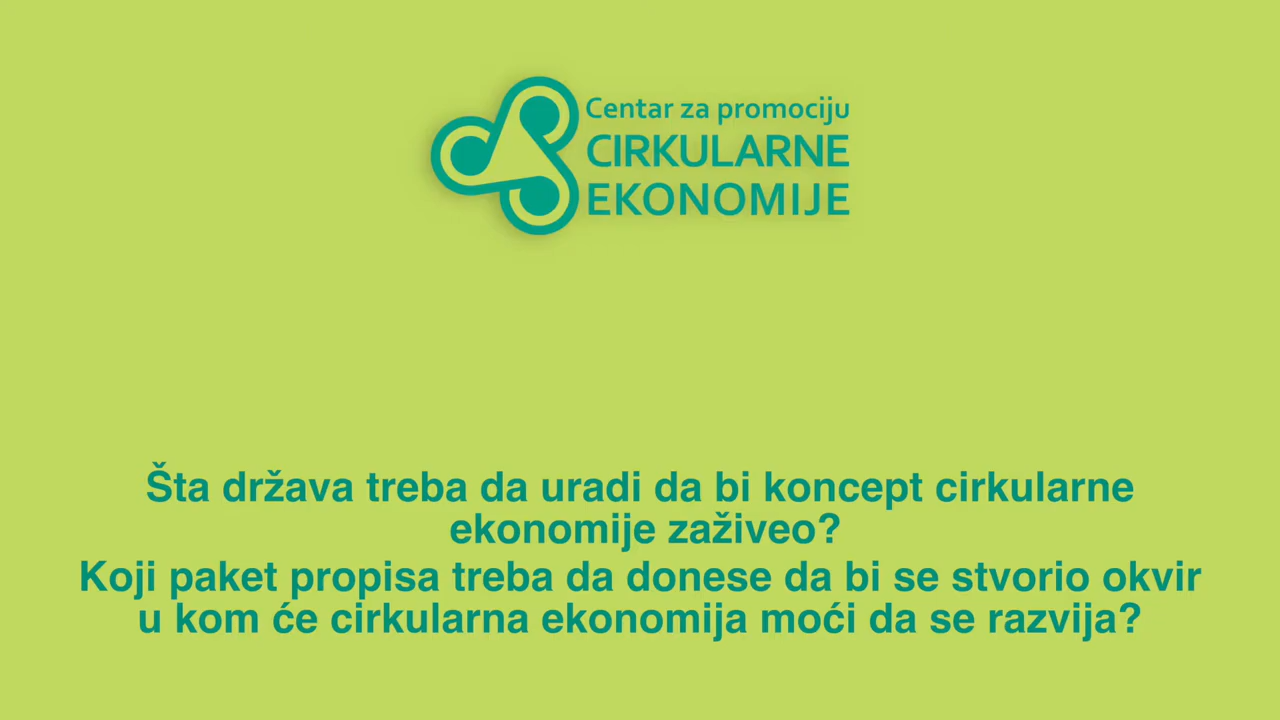 Centar za promociju
CIRKULARNE
EKONOMIJE
Šta država treba da uradi da bi koncept cirkularne
ekonomije zaživeo?
Koji paket propisa treba da donese da bi se stvorio okvir
u kom će cirkularna ekonomija moći da se razvija?